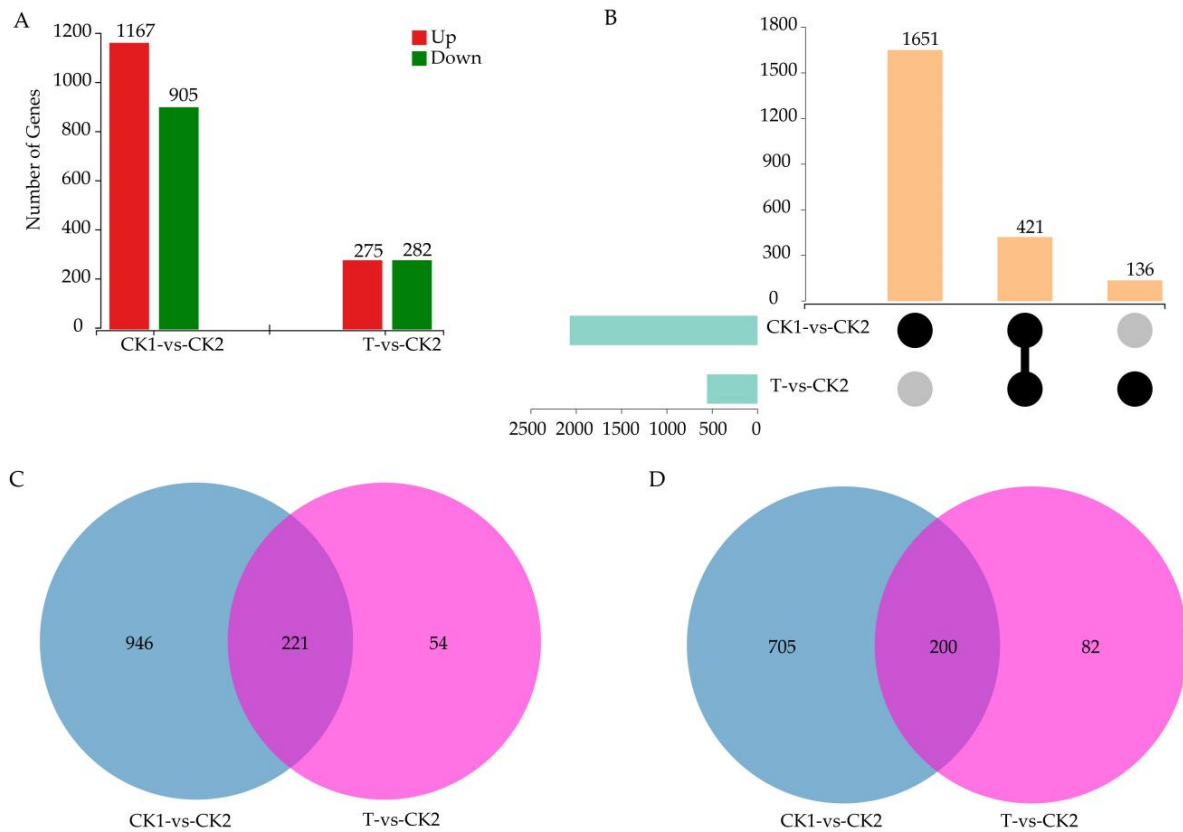 A
Number of Genes
1200
1000
800
600
400
200
0
1167
905
275
282
Up
Down
CK1-vs-CK2
T-vs-CK2
B
1800
1500
1200
900
600
300
0
1651
421
136
CK1-vs-CK2
T-vs-CK2
2500 2000 1500 1000 500 0
C
946 221 54
CK1-vs-CK2 T-vs-CK2
D
705 200 82
CK1-vs-CK2 T-vs-CK2